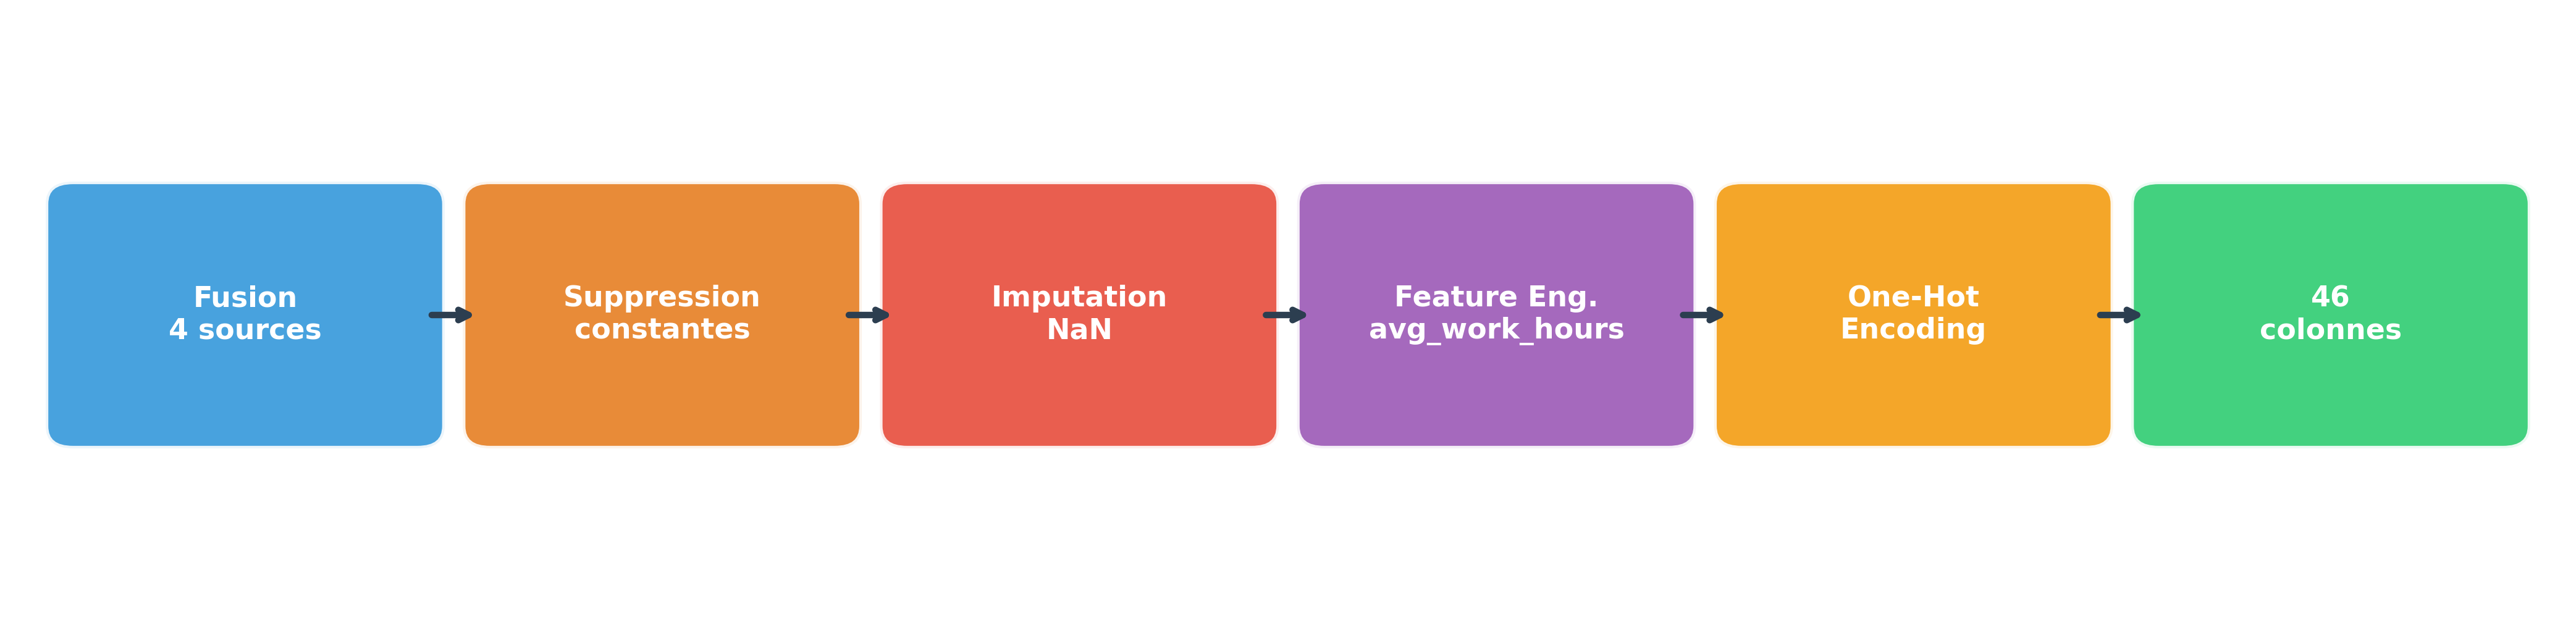 Fusion
4 sources
Suppression
constantes
Imputation
NaN
Feature Eng.
avg_work_hours
One-Hot
Encoding
46
colonnes